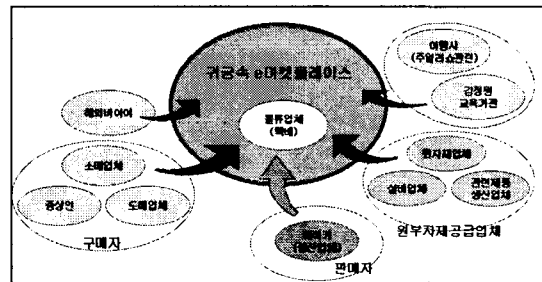 귀금속 e마켓플레이스
여행사
(주얼리쇼관련)
감정원
교육기관
해외바이어
물류업체
소매업체
원자재업체
중상인
도매업체
설비업체
관련제품
생산업체
구매자
판매자
원부자재공급업체